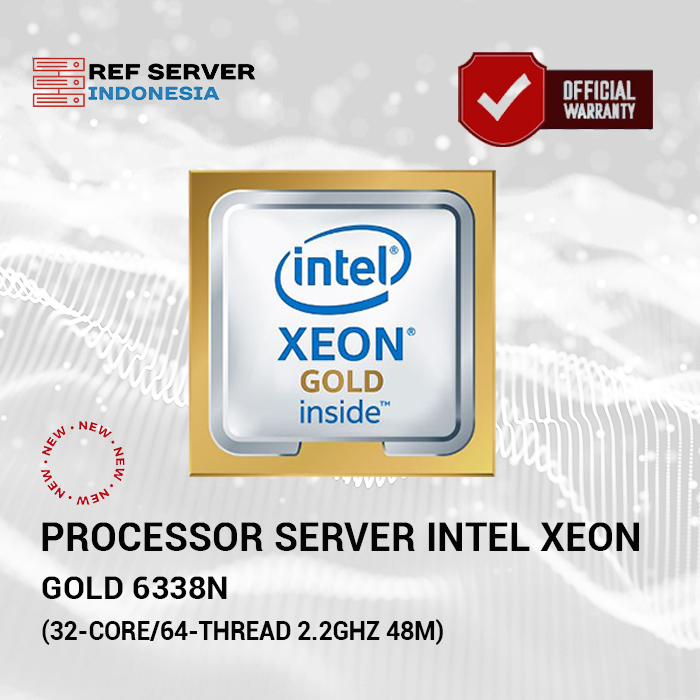 REF SERVER
INDONESIA
OFFICIAL
WARRANTY
intel®
XEON®
GOLD
inside™
NEW • NEW • NEW • NEW • NEW •
PROCESSOR SERVER INTEL XEON
GOLD 6338N
(32-CORE/64-THREAD 2.2GHZ 48M)